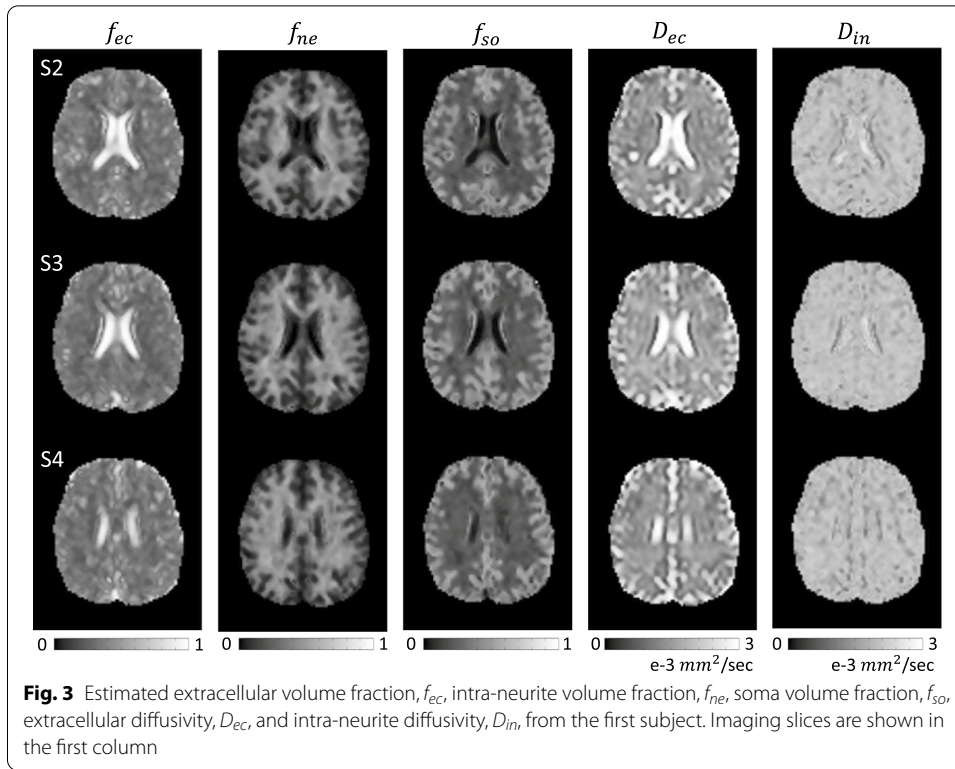 f_ec f_ne f_so D_ec D_in
S2
S3
S4
0 1 0 1 0 1 0 3 0 3
e-3 mm²/sec e-3 mm²/sec
Fig. 3 Estimated extracellular volume fraction, f_ec, intra-neurite volume fraction, f_ne, soma volume fraction, f_so,
extracellular diffusivity, D_ec, and intra-neurite diffusivity, D_in, from the first subject. Imaging slices are shown in
the first column